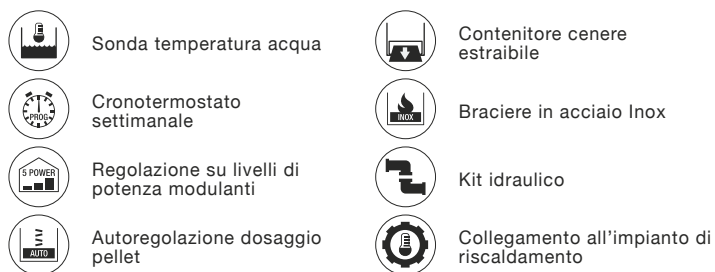 Sonda temperatura acqua
PROG
Cronotermostato
settimanale
5 POWER
Regolazione su livelli di
potenza modulanti
AUTO
Autoregolazione dosaggio
pellet
Contenitore cenere
estraibile
INOX
Braciere in acciaio Inox
Kit idraulico
Collegamento all'impianto di
riscaldamento